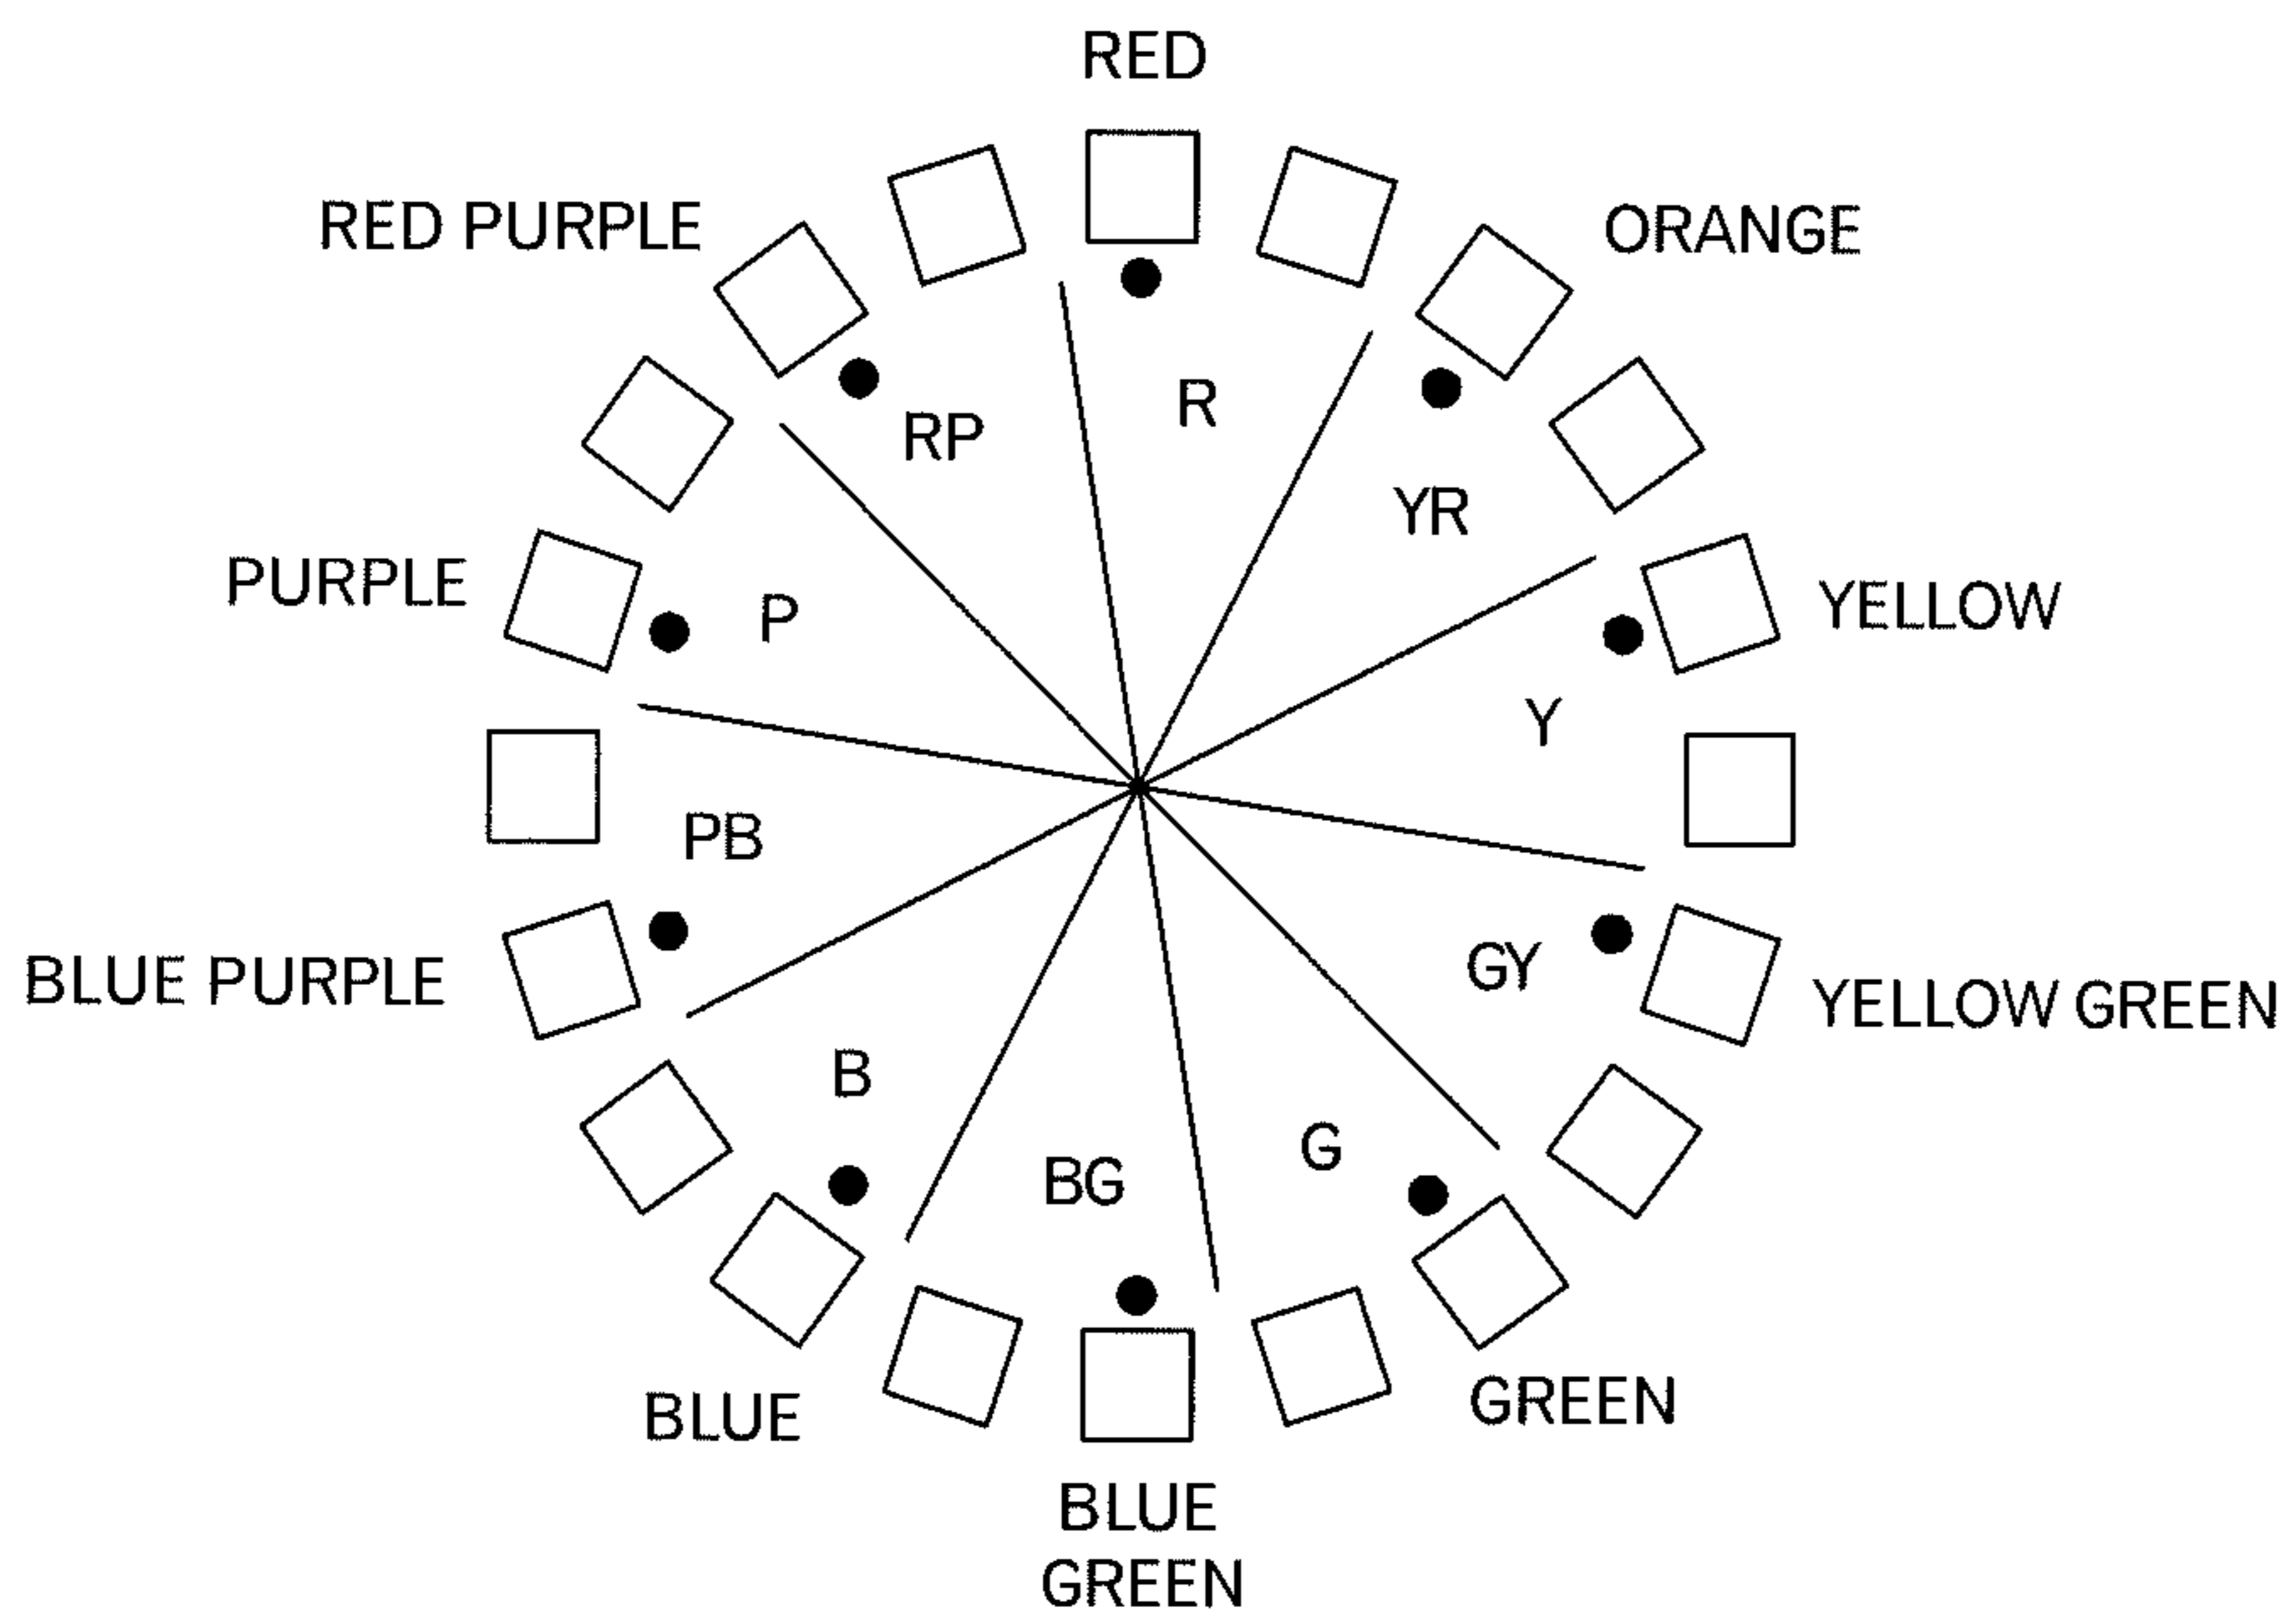 RED
RED PURPLE
ORANGE
R
RP
YR
PURPLE
P
YELLOW
Y
PB
BLUE PURPLE
GY
YELLOW GREEN
B
G
BG
BLUE
GREEN
BLUE
GREEN